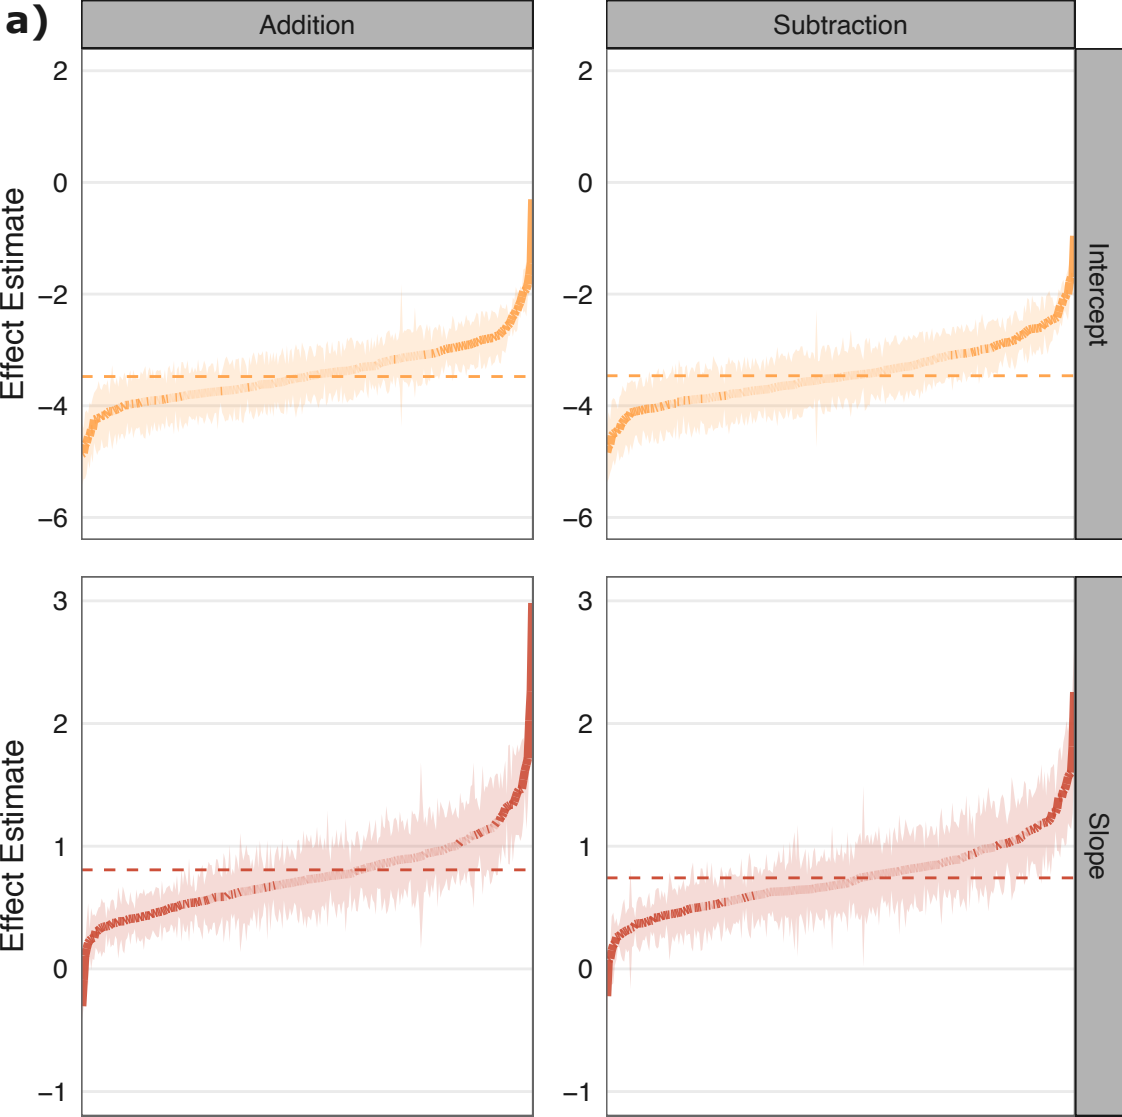 a)
Addition
Subtraction
Effect Estimate
2
0
−2
−4
−6
2
0
−2
−4
−6
Intercept
Effect Estimate
3
2
1
0
−1
3
2
1
0
−1
Slope